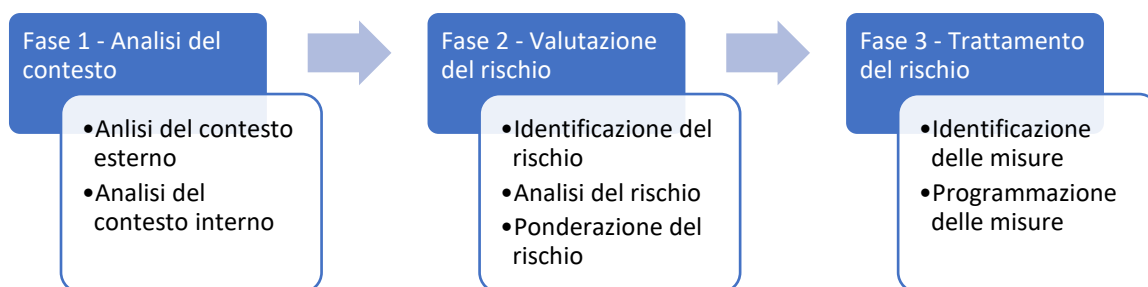 Fase 1 - Analisi del
contesto
•Anlisi del contesto
esterno
•Analisi del
contesto interno
Fase 2 - Valutazione
del rischio
•Identificazione del
rischio
•Analisi del rischio
•Ponderazione del
rischio
Fase 3 - Trattamento
del rischio
•Identificazione
delle misure
•Programmazione
delle misure